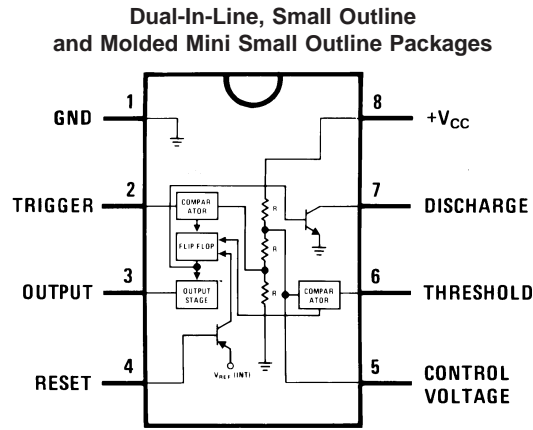 Dual-In-Line, Small Outline
and Molded Mini Small Outline Packages
1
GND
8
+VCC
2
TRIGGER
7
DISCHARGE
COMPAR
ATOR
R
FLIP FLOP
R
3
OUTPUT
OUTPUT
STAGE
R
COMPAR
ATOR
6
THRESHOLD
4
RESET
VREF (INT)
5
CONTROL
VOLTAGE